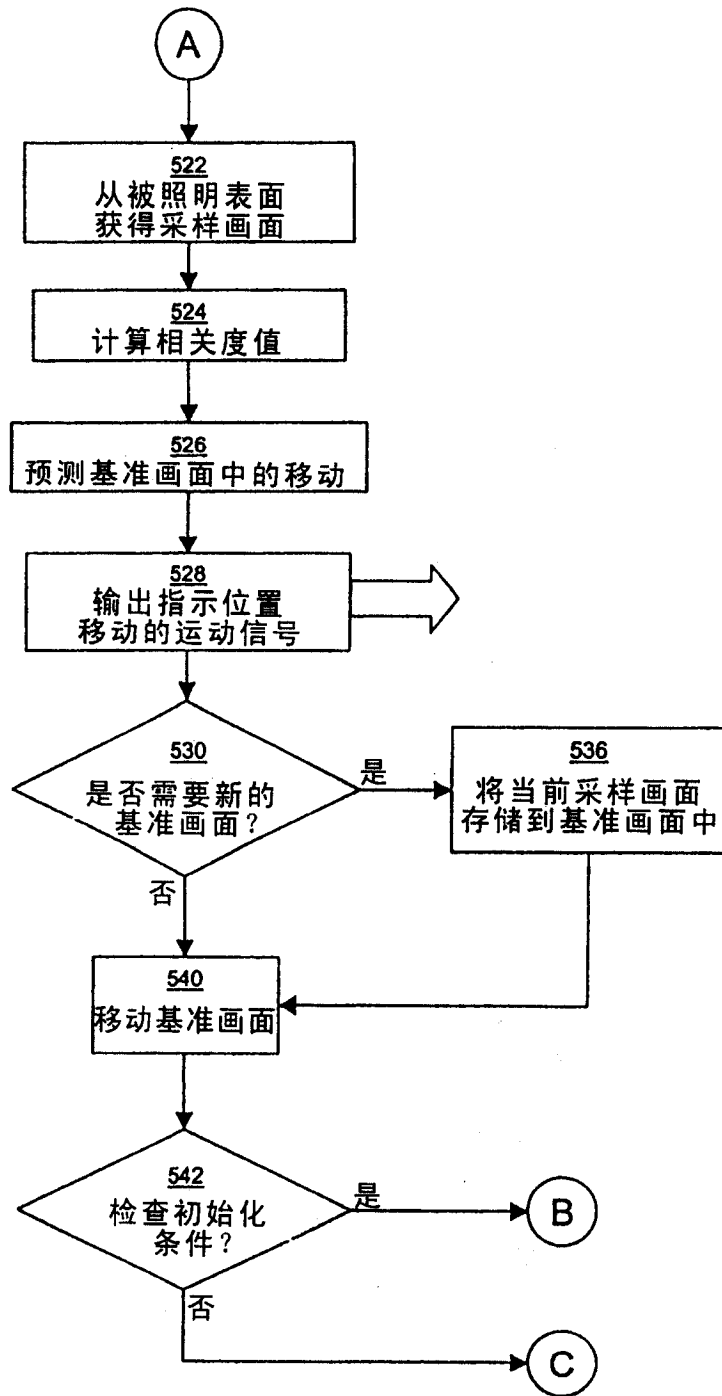 A
522
从被照明表面
获得采样画面
524
计算相关度值
526
预测基准画面中的移动
528
输出指示位置
移动的运动信号
530
是否需要新的
基准画面？
是
536
将当前采样画面
存储到基准画面中
否
540
移动基准画面
542
检查初始化
条件？
是
B
否
C